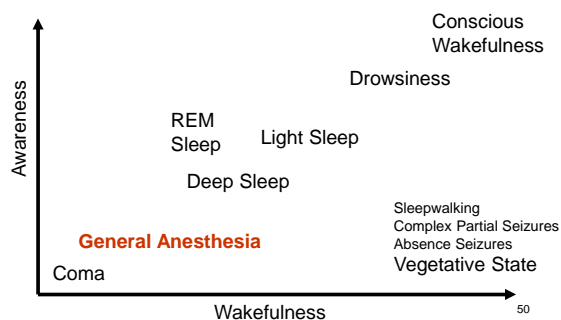 Conscious
Wakefulness
Drowsiness
REM
Sleep
Light Sleep
Deep Sleep
Sleepwalking
Complex Partial Seizures
Absence Seizures
Vegetative State
General Anesthesia
Coma
Awareness
Wakefulness
50